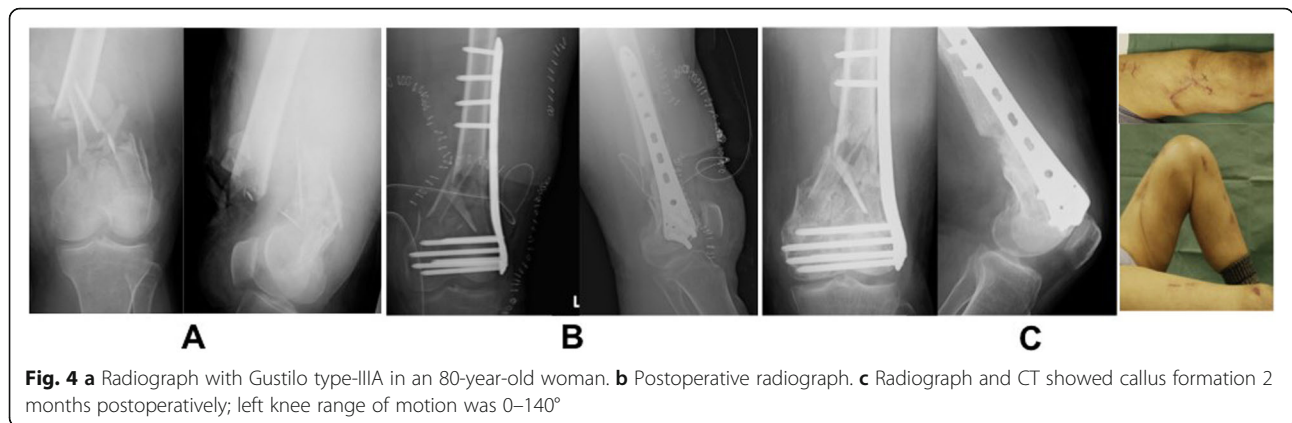 L
A
B
C
Fig. 4 a Radiograph with Gustilo type-IIIA in an 80-year-old woman. b Postoperative radiograph. c Radiograph and CT showed callus formation 2
months postoperatively; left knee range of motion was 0–140°